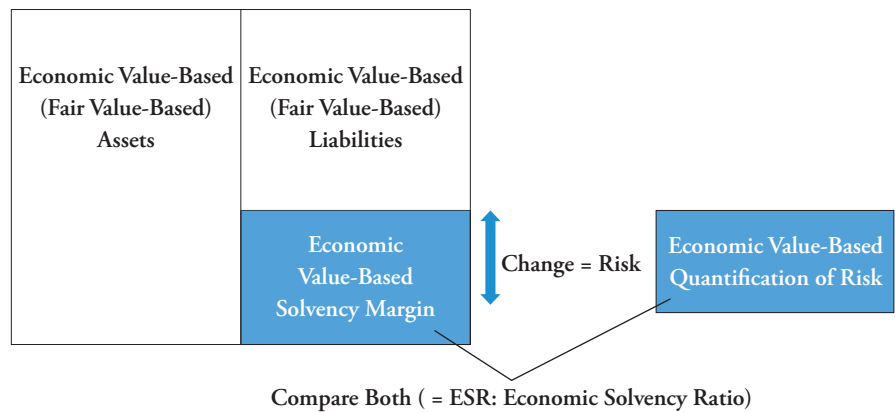 Economic Value-Based
(Fair Value-Based)
Assets
Economic Value-Based
(Fair Value-Based)
Liabilities
Economic
Value-Based
Solvency Margin
Change = Risk
Economic Value-Based
Quantification of Risk
Compare Both ( = ESR: Economic Solvency Ratio)